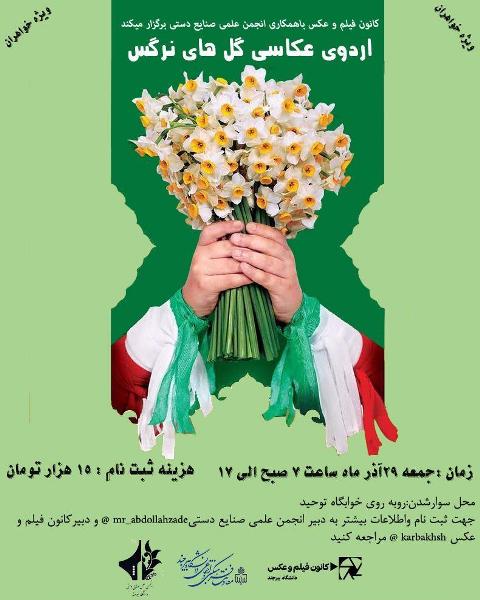 ویژه خواهران
ویژه خواهران
کانون فیلم و عکس باهمکاری انجمن علمی صنایع دستی برگزار میکند
اردوی عکاسی گل های نرگس
زمان :جمعه ۲۹آذر ماه ساعت ۷ صبح الی ۱۷
هزینه ثبت نام : ۱۵ هزار تومان
محل سوارشدن:روبه روی خوابگاه توحید
جهت ثبت نام واطلاعات بیشتر به دبیر انجمن علمی صنایع دستیmr_abdollahzade @ و دبیرکانون فیلم و
عکس karbakhsh @ مراجعه کنید
کانون فیلم و عکس
دانشگاه بیرجند